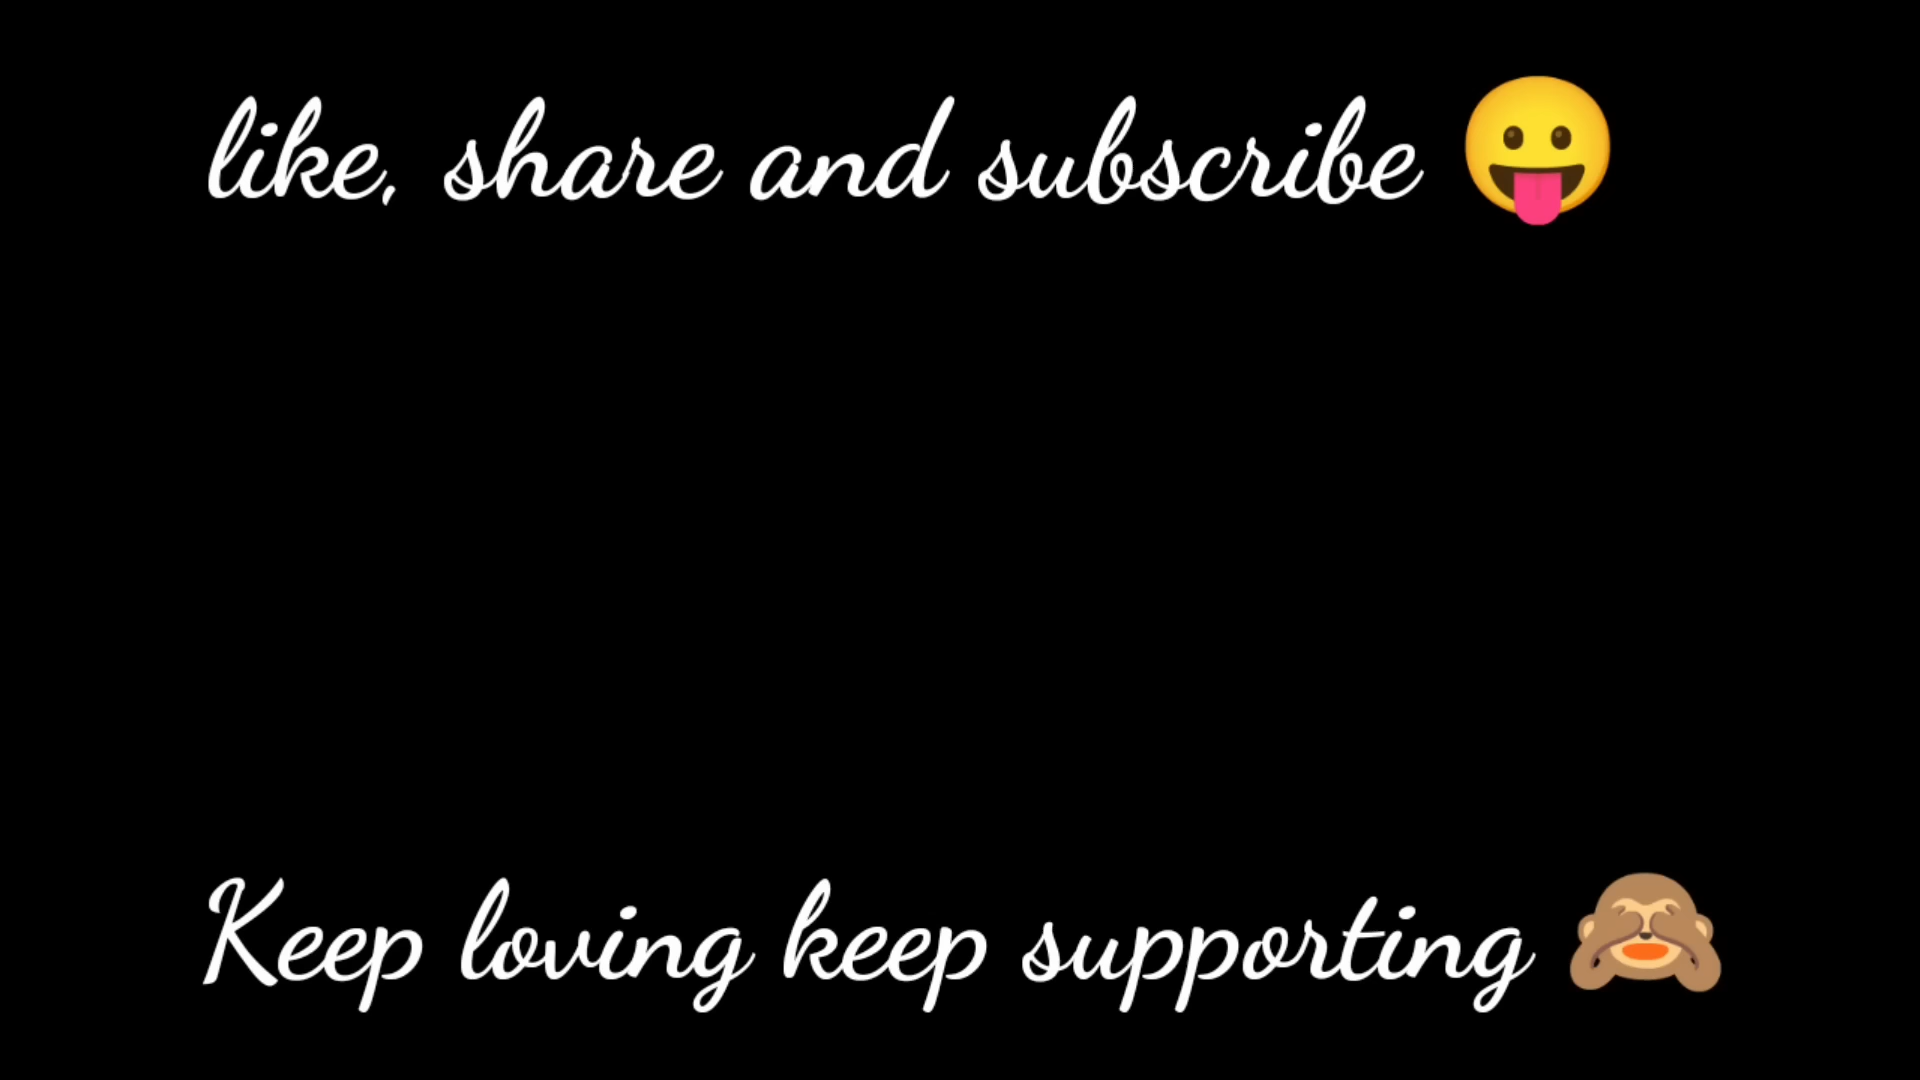 like, share and subscribe 😛
Keep loving keep supporting 🙈